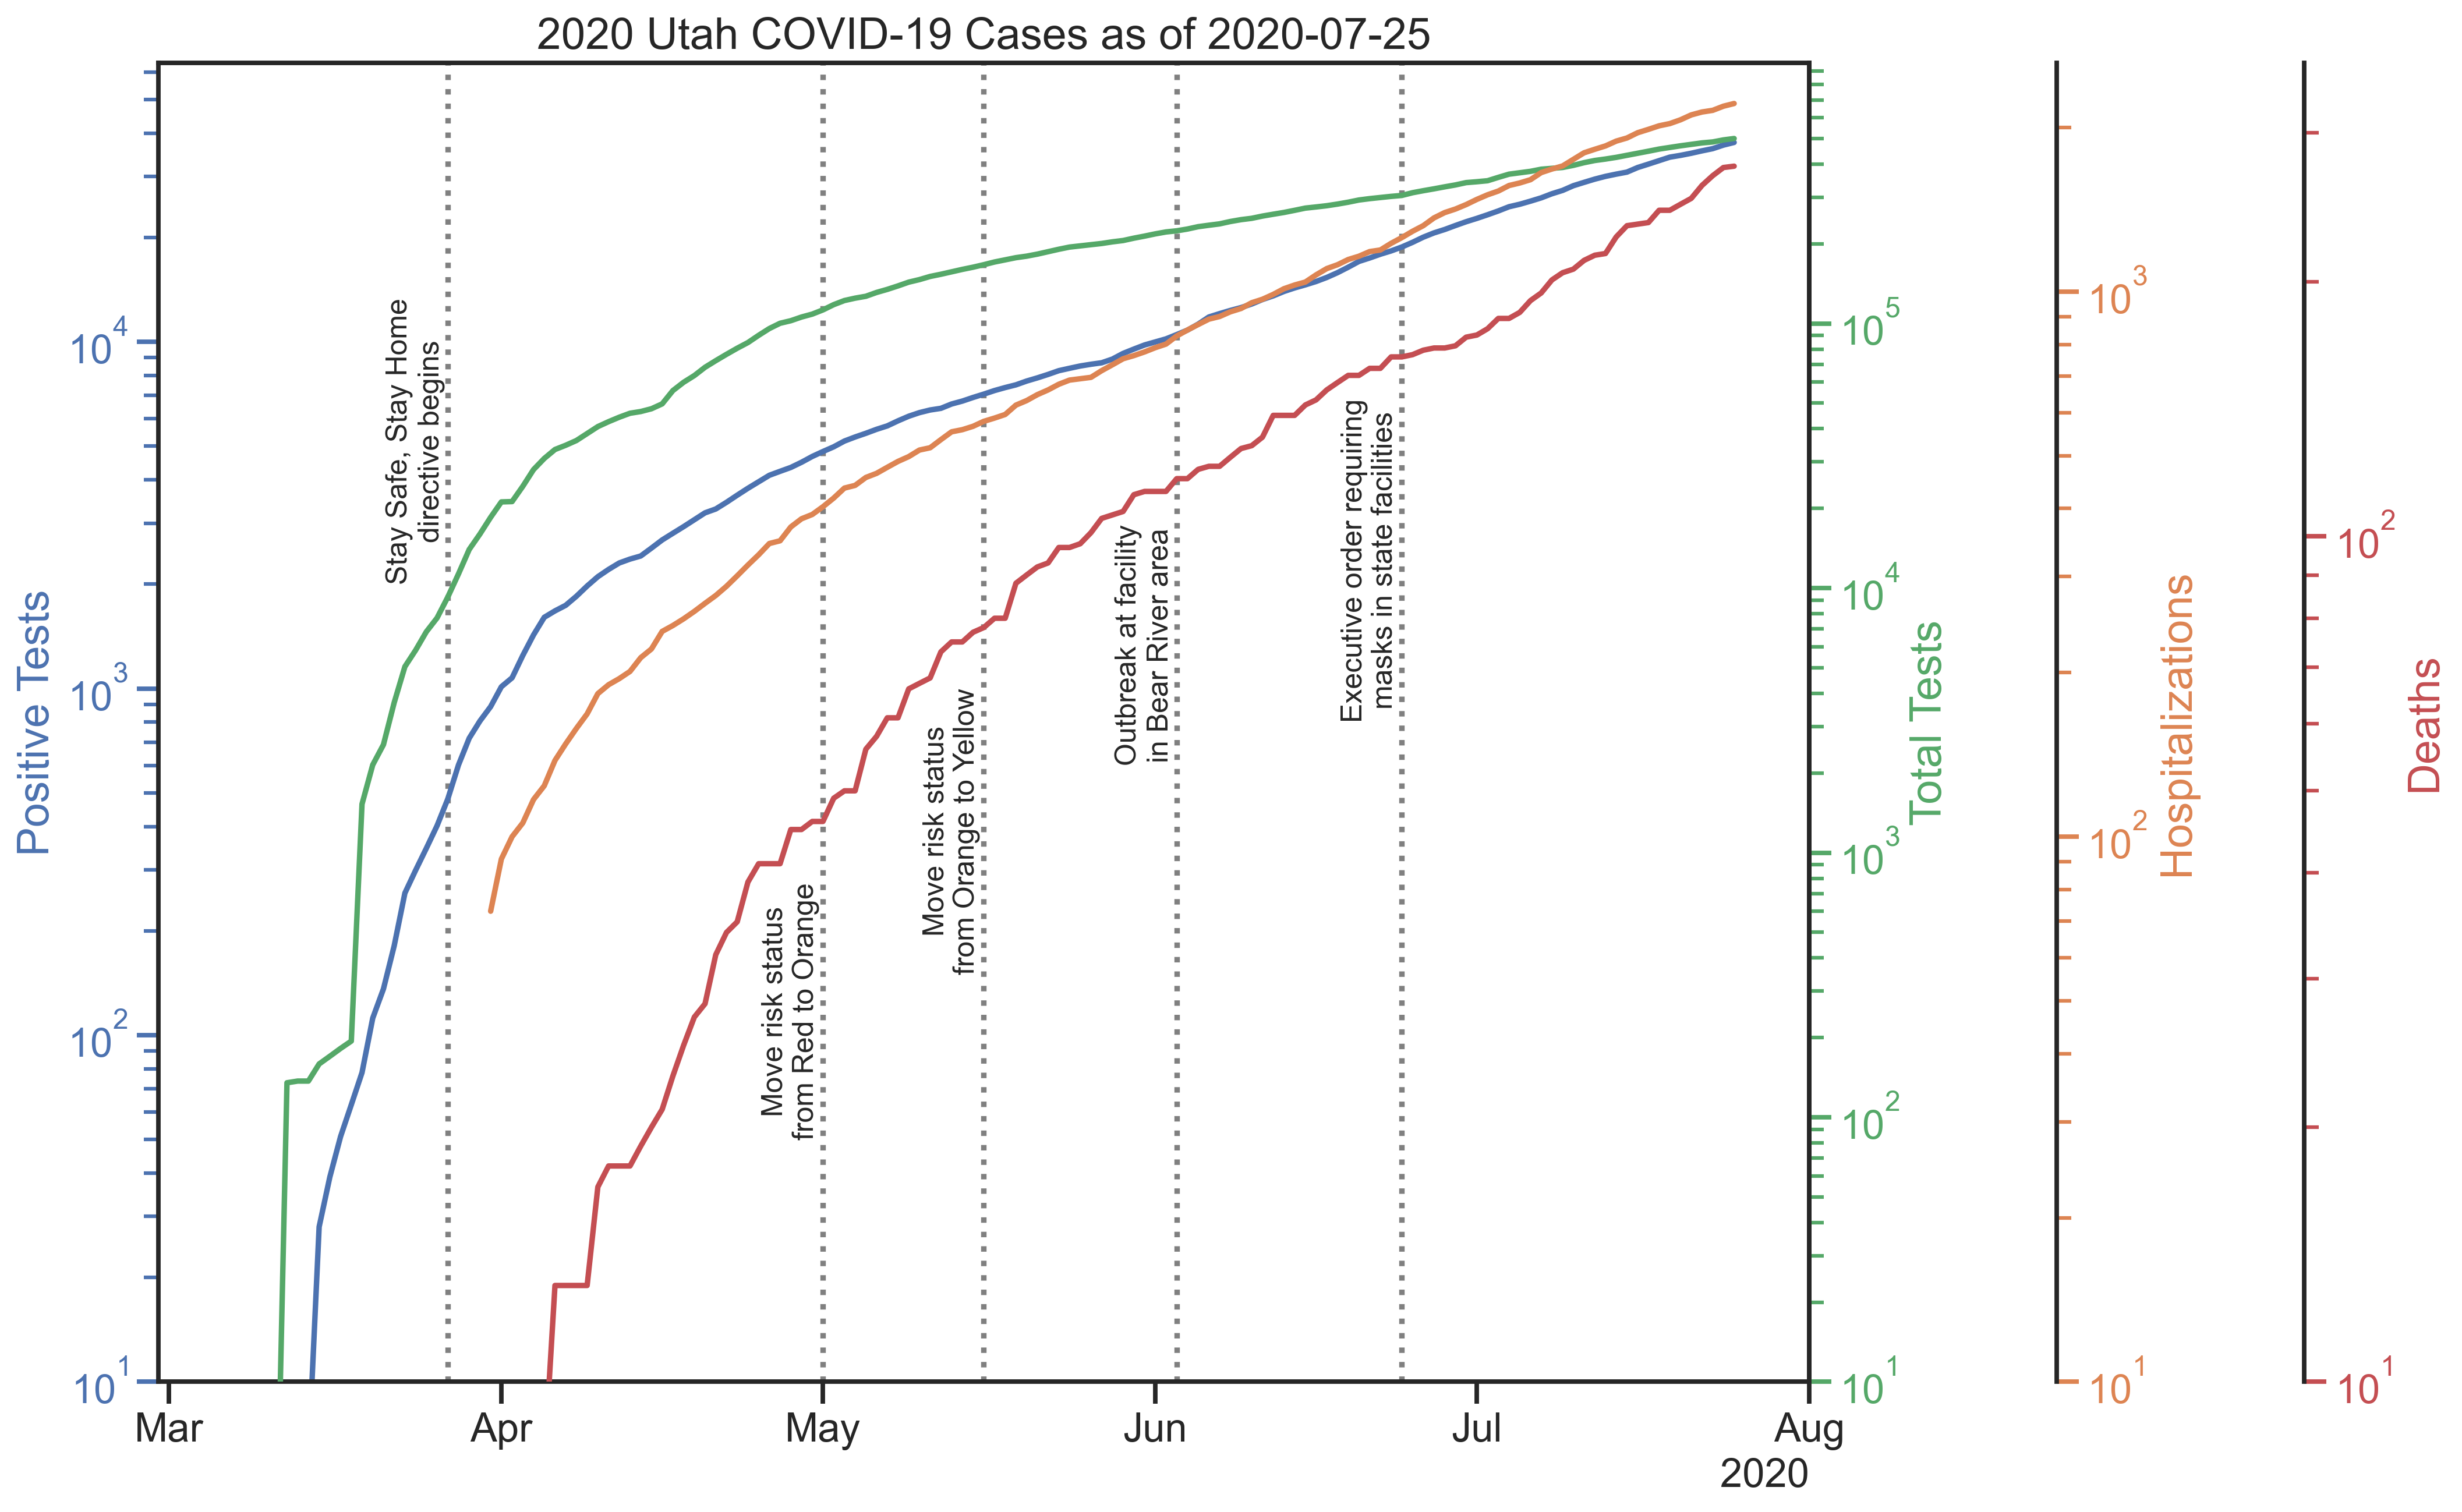 2020 Utah COVID-19 Cases as of 2020-07-25
Positive Tests
10^4
10^3
10^2
10^1
Stay Safe, Stay Home
directive begins
Move risk status
from Red to Orange
Move risk status
from Orange to Yellow
Outbreak at facility
in Bear River area
Executive order requiring
masks in state facilities
10^5
10^4
10^3
10^2
10^1
Total Tests
10^3
10^2
10^1
Hospitalizations
10^2
10^1
Deaths
Mar Apr May Jun Jul Aug
2020